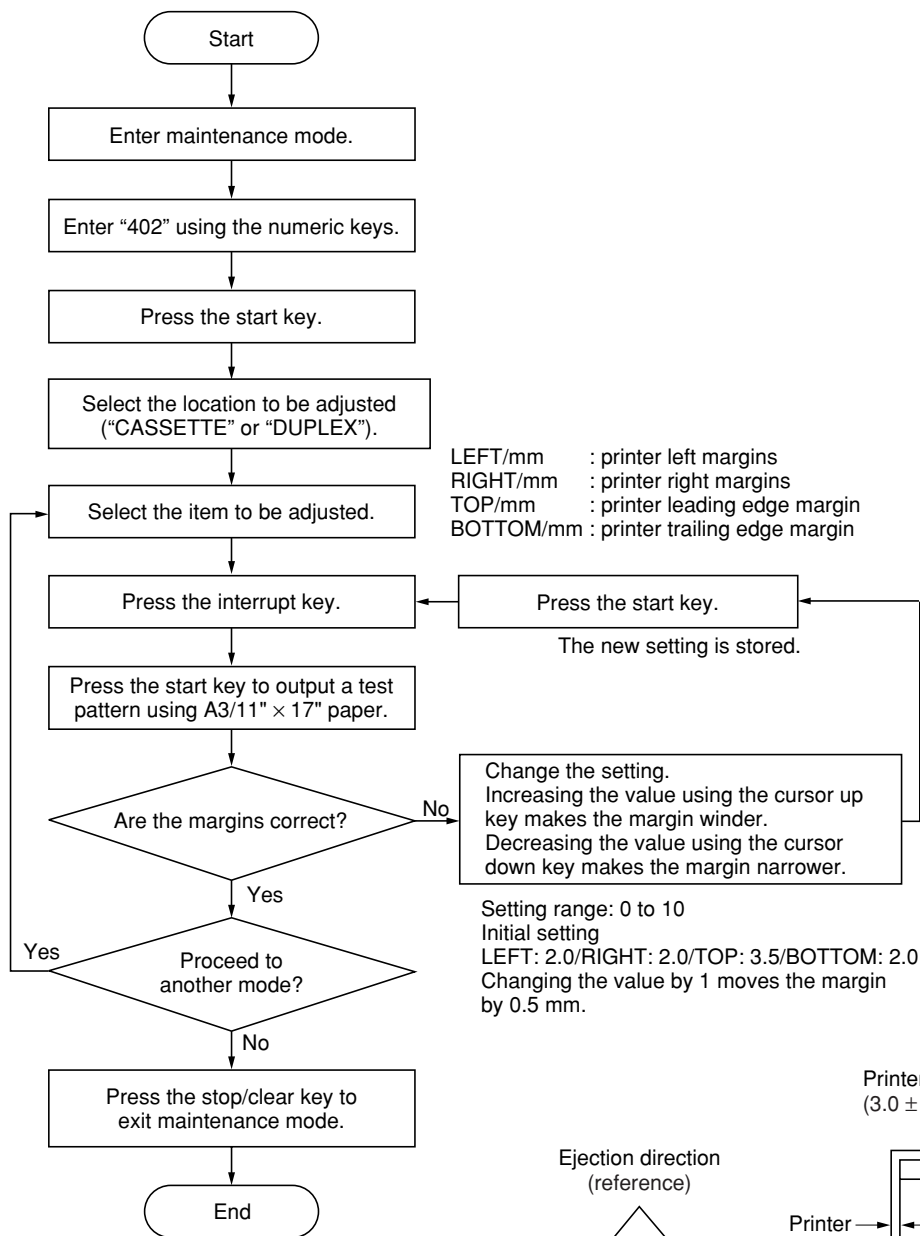 Start
Enter maintenance mode.
Enter “402” using the numeric keys.
Press the start key.
Select the location to be adjusted
(“CASSETTE” or “DUPLEX”).
LEFT/mm : printer left margins
RIGHT/mm : printer right margins
TOP/mm : printer leading edge margin
BOTTOM/mm : printer trailing edge margin
Select the item to be adjusted.
Press the interrupt key.
Press the start key.
The new setting is stored.
Press the start key to output a test
pattern using A3/11" × 17" paper.
Are the margins correct?
No
Change the setting.
Increasing the value using the cursor up
key makes the margin winder.
Decreasing the value using the cursor
down key makes the margin narrower.
Yes
Setting range: 0 to 10
Initial setting
LEFT: 2.0/RIGHT: 2.0/TOP: 3.5/BOTTOM: 2.0
Changing the value by 1 moves the margin
by 0.5 mm.
Yes
Proceed to
another mode?
No
Press the stop/clear key to
exit maintenance mode.
End
Ejection direction
(reference)
Printer
(3.0 ±
Printer